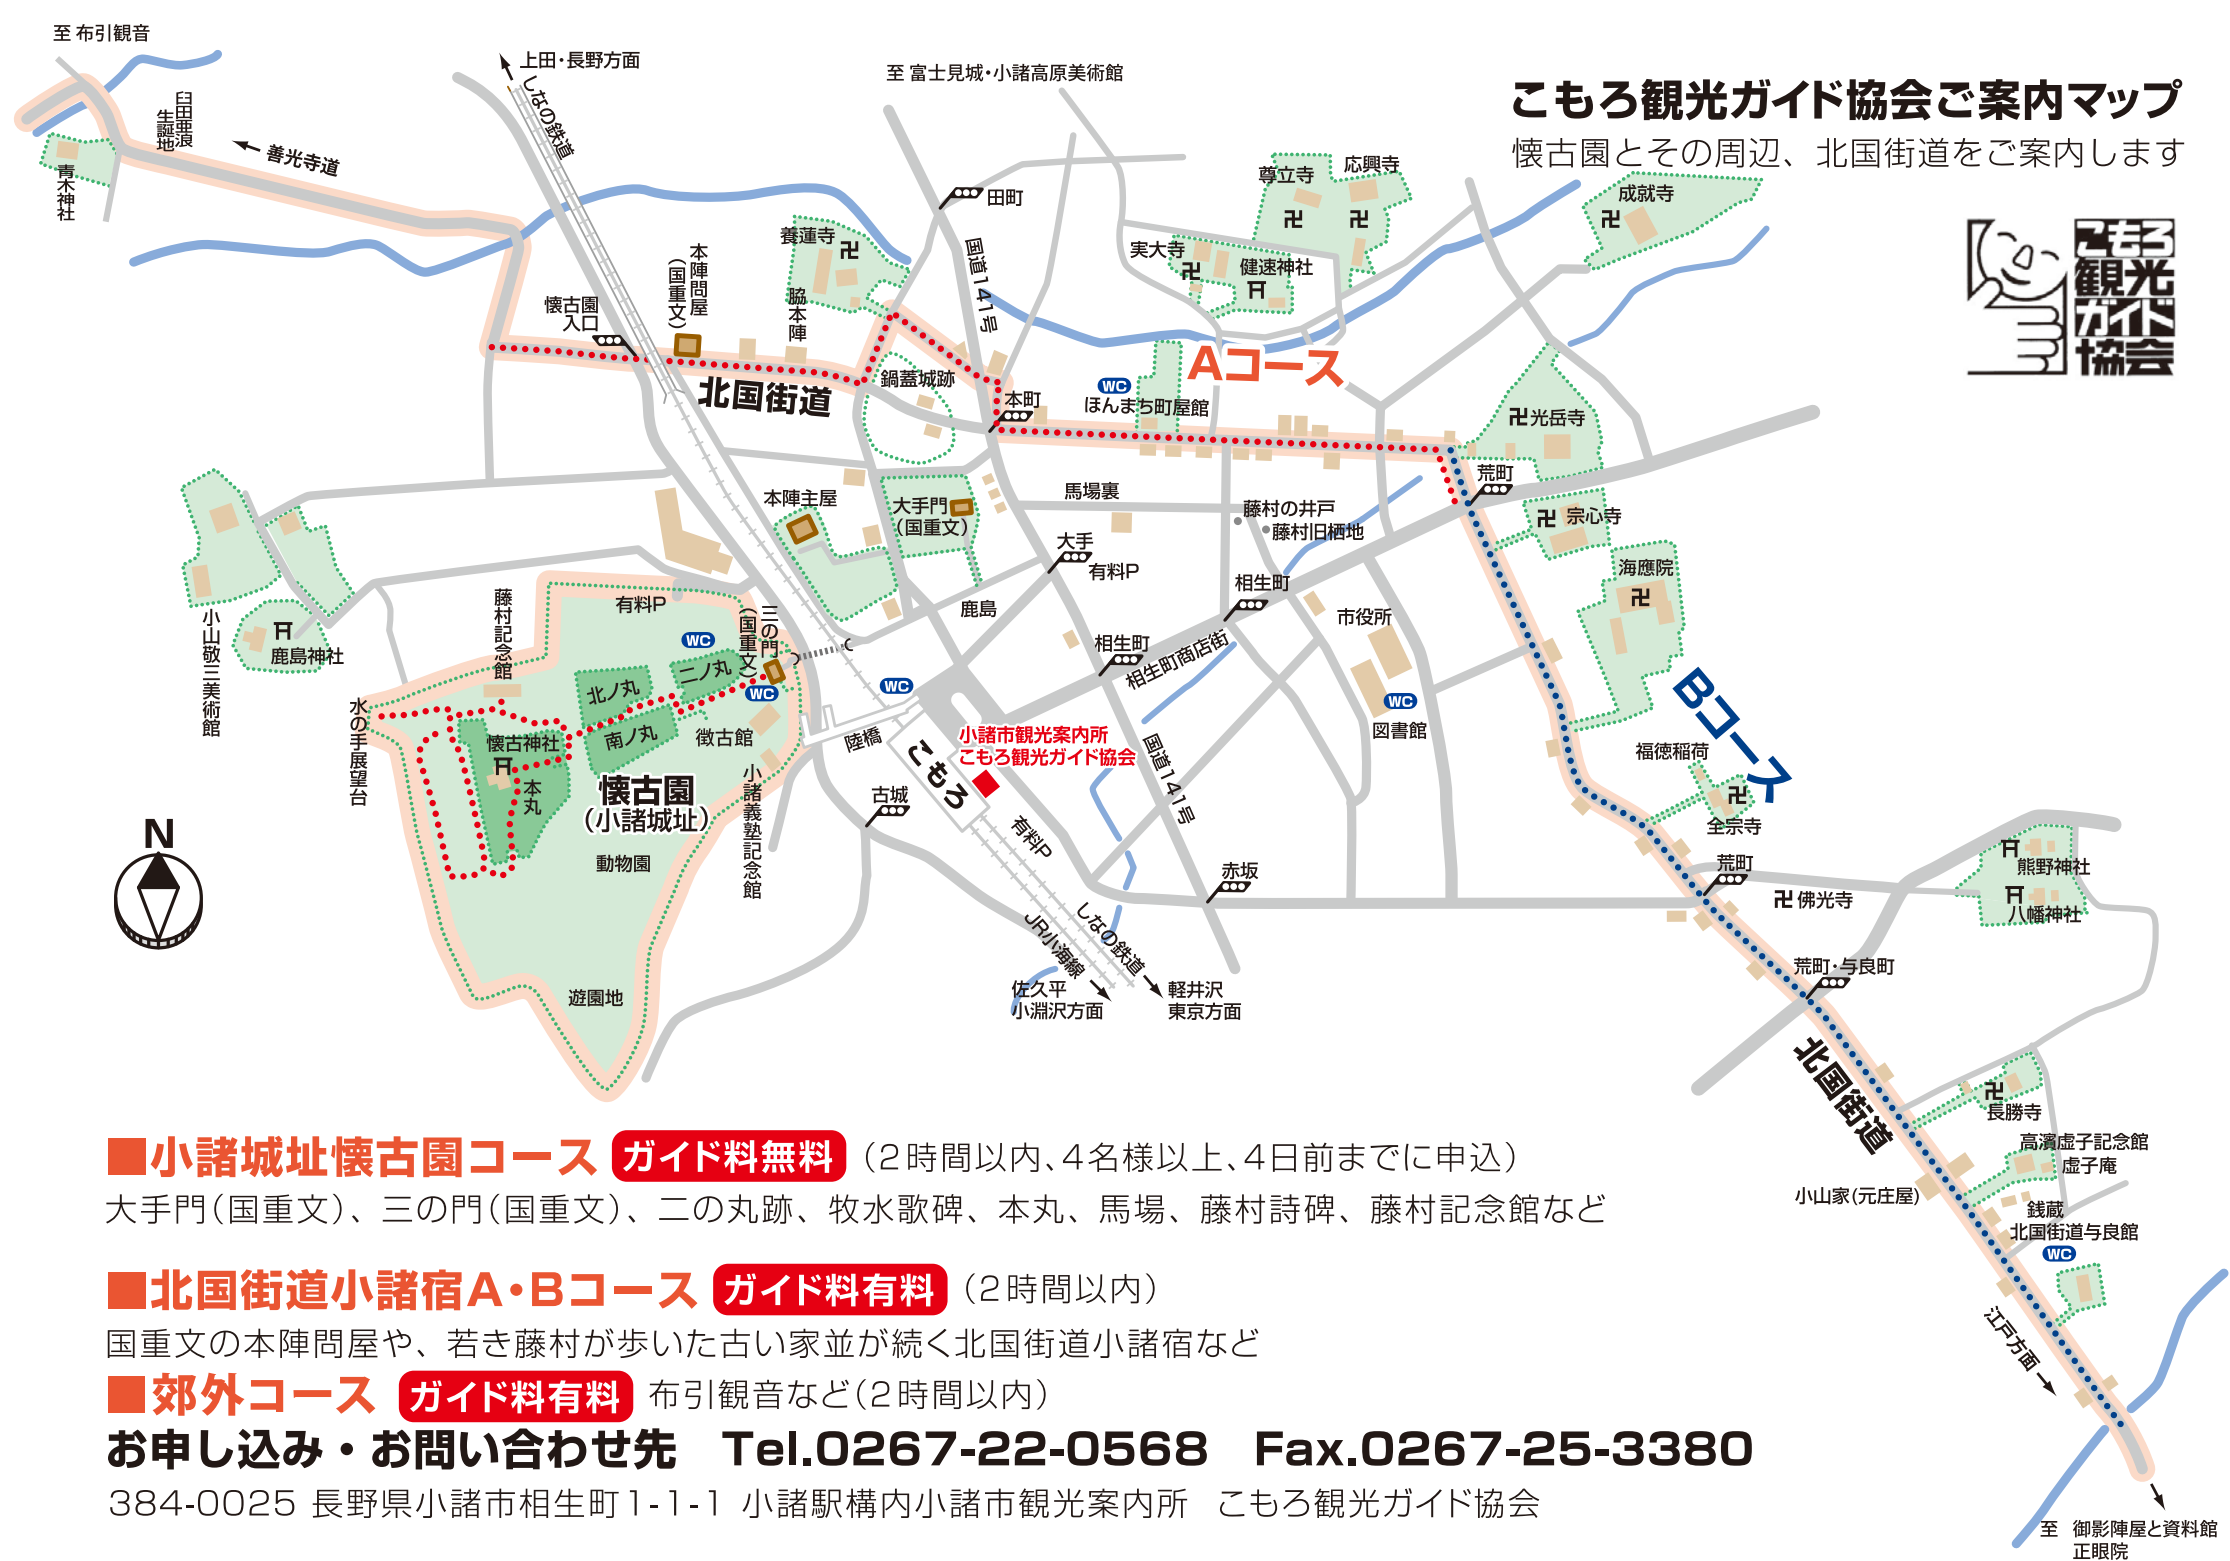 こもろ観光ガイド協会ご案内マップ
懐古園とその周辺、北国街道をご案内します
こもろ
観光
ガイド
協会
至 布引観音
臼田亜浪
生誕地
善光寺道
青木神社
上田・長野方面
しなの鉄道
至 富士見城・小諸高原美術館
田町
国道141号
養蓮寺
本陣問屋
（国重文）
脇本陣
懐古園
入口
北国街道
鍋蓋城跡
本町
尊立寺
応興寺
実大寺
健速神社
成就寺
Aコース
WC
ほんまち町屋館
光岳寺
荒町
宗心寺
海應院
本陣主屋
大手門
（国重文）
馬場裏
藤村の井戸
藤村旧栖地
大手
有料P
鹿島
相生町
相生町
相生町商店街
市役所
WC
図書館
Bコース
福徳稲荷
全宗寺
荒町
佛光寺
熊野神社
八幡神社
荒町・与良町
小山敬三美術館
鹿島神社
藤村記念館
有料P
WC
三の門
（国重文）
WC
二ノ丸
北ノ丸
南ノ丸
懐古神社
本丸
徴古館
水の手展望台
懐古園
（小諸城址）
動物園
遊園地
小諸義塾記念館
陸橋
WC
こもろ
小諸市観光案内所
こもろ観光ガイド協会
国道141号
古城
有料P
赤坂
JR小海線
しなの鉄道
佐久平
小淵沢方面
軽井沢
東京方面
N
北国街道
長勝寺
高濱虚子記念館
虚子庵
小山家(元庄屋)
銭蔵
北国街道与良館
WC
江戸方面
至 御影陣屋と資料館
正眼院
■小諸城址懐古園コース ガイド料無料 （2時間以内、4名様以上、4日前までに申込）
大手門（国重文）、三の門（国重文）、二の丸跡、牧水歌碑、本丸、馬場、藤村詩碑、藤村記念館など
■北国街道小諸宿A・Bコース ガイド料有料 （2時間以内）
国重文の本陣問屋や、若き藤村が歩いた古い家並が続く北国街道小諸宿など
■郊外コース ガイド料有料 布引観音など（2時間以内）
お申し込み・お問い合わせ先 Tel.0267-22-0568 Fax.0267-25-3380
384-0025 長野県小諸市相生町1-1-1 小諸駅構内小諸市観光案内所 こもろ観光ガイド協会